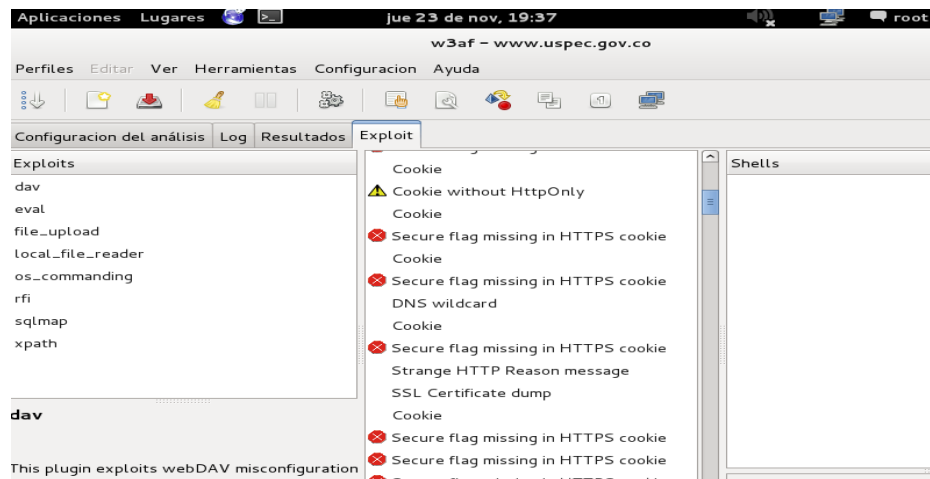 Aplicaciones Lugares jue 23 de nov, 19:37 root
w3af - www.uspec.gov.co
Perfiles Editar Ver Herramientas Configuracion Ayuda
Configuracion del análisis Log Resultados Exploit
Exploits
dav
eval
file_upload
local_file_reader
os_commanding
rfi
sqlmap
xpath
dav
This plugin exploits webDAV misconfiguration
Cookie
Cookie without HttpOnly
Cookie
Secure flag missing in HTTPS cookie
Cookie
Secure flag missing in HTTPS cookie
DNS wildcard
Cookie
Secure flag missing in HTTPS cookie
Strange HTTP Reason message
SSL Certificate dump
Cookie
Secure flag missing in HTTPS cookie
Secure flag missing in HTTPS cookie
Shells